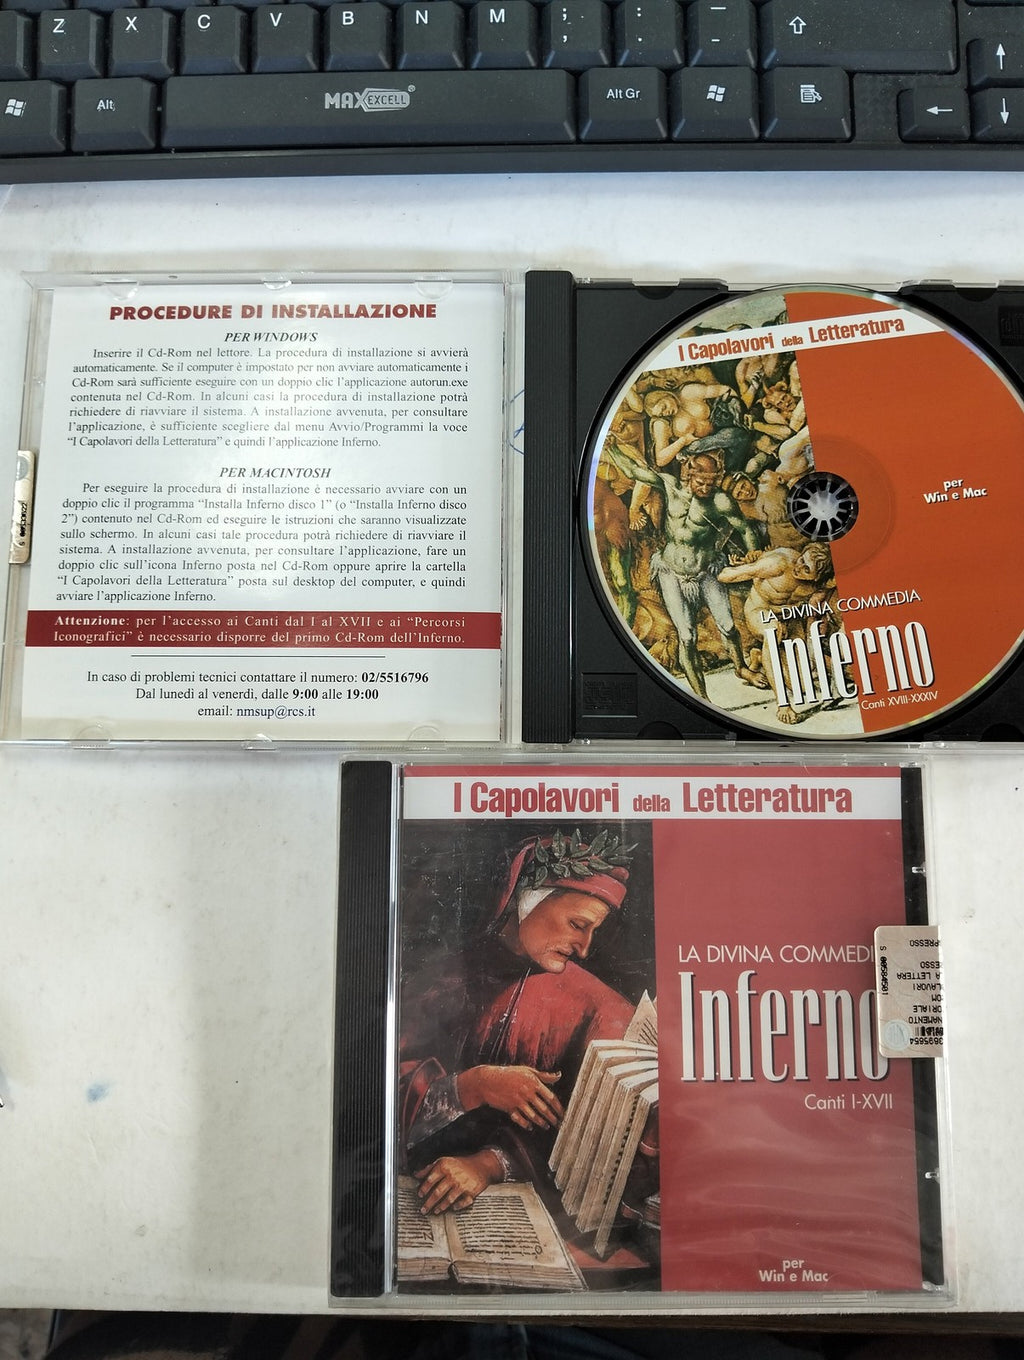 Z X C V B N M ; , : . _ -
Alt MAXEXCELL® Alt Gr
PROCEDURE DI INSTALLAZIONE
PER WINDOWS
Inserire il Cd-Rom nel lettore. La procedura di installazione si avvierà
automaticamente. Se il computer è impostato per non avviare automaticamente i
Cd-Rom sarà sufficiente eseguire con un doppio clic l'applicazione autorun.exe
contenuta nel Cd-Rom. In alcuni casi la procedura di installazione potrà
richiedere di riavviare il sistema. A installazione avvenuta, per consultare
l'applicazione, è sufficiente scegliere dal menu Avvio/Programmi la voce
“I Capolavori della Letteratura” e quindi l'applicazione Inferno.
PER MACINTOSH
Per eseguire la procedura di installazione è necessario avviare con un
doppio clic il programma “Installa Inferno disco 1” (o “Installa Inferno disco
2”) contenuto nel Cd-Rom ed eseguire le istruzioni che saranno visualizzate
sullo schermo. In alcuni casi tale procedura potrà richiedere di riavviare il
sistema. A installazione avvenuta, per consultare l'applicazione, fare un
doppio clic sull'icona Inferno posta nel Cd-Rom oppure aprire la cartella
“I Capolavori della Letteratura” posta sul desktop del computer, e quindi
avviare l'applicazione Inferno.
Attenzione: per l'accesso ai Canti dal I al XVII e ai “Percorsi
Iconografici” è necessario disporre del primo Cd-Rom dell'Inferno.
In caso di problemi tecnici contattare il numero: 02/5516796
Dal lunedì al venerdì, dalle 9:00 alle 19:00
email: nmsup@rcs.it
I Capolavori della Letteratura
per
Win e Mac
LA DIVINA COMMEDIA
Inferno
Canti XVIII-XXXIV
I Capolavori della Letteratura
LA DIVINA COMMEDI
Inferno
Canti I-XVII
per
Win e Mac
PRESSO
ESSO
A LETTERA
OLAVORI
ROM
TORIALE
NAMENTO
S 00584501